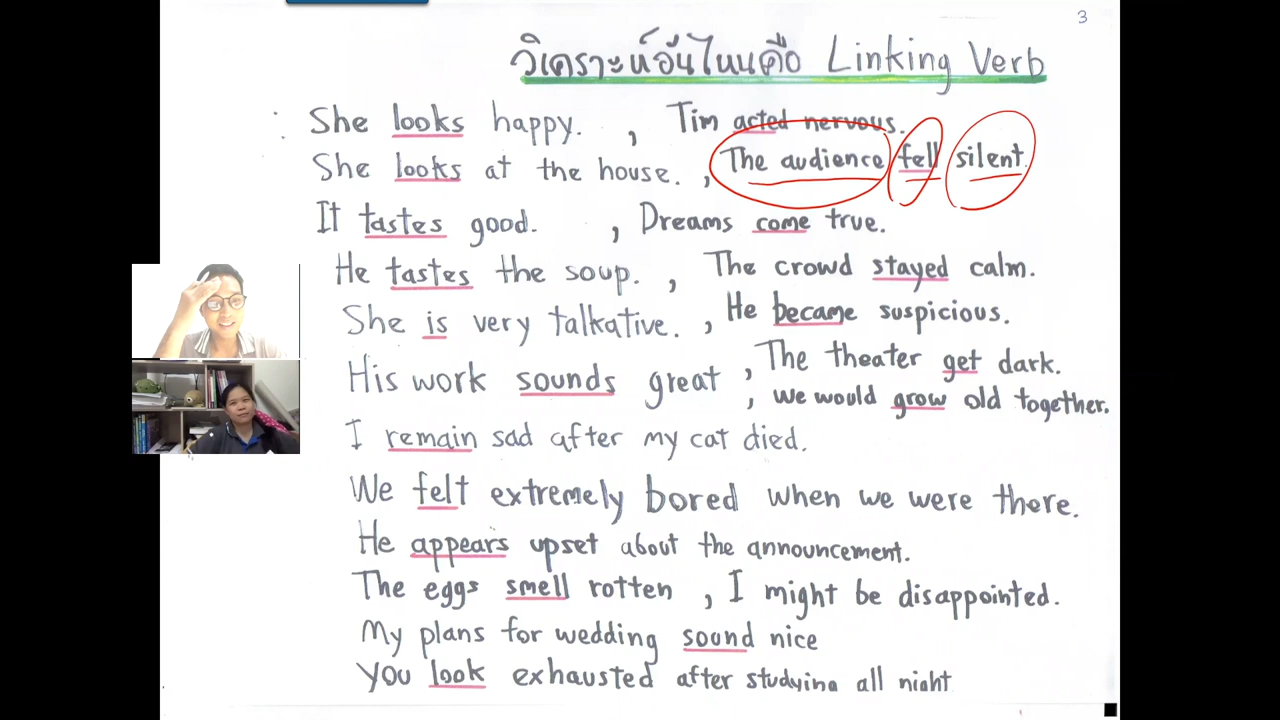 3
วิเคราะห์อันไหนคือ Linking Verb
She looks happy. , Tim acted nervous.
She looks at the house. , The audience fell silent.
It tastes good. , Dreams come true.
He tastes the soup. , The crowd stayed calm.
She is very talkative. , He became suspicious.
His work sounds great , The theater get dark.
, we would grow old together.
I remain sad after my cat died.
We felt extremely bored when we were there.
He appears upset about the announcement.
The eggs smell rotten , I might be disappointed.
My plans for wedding sound nice
You look exhausted after studying all night